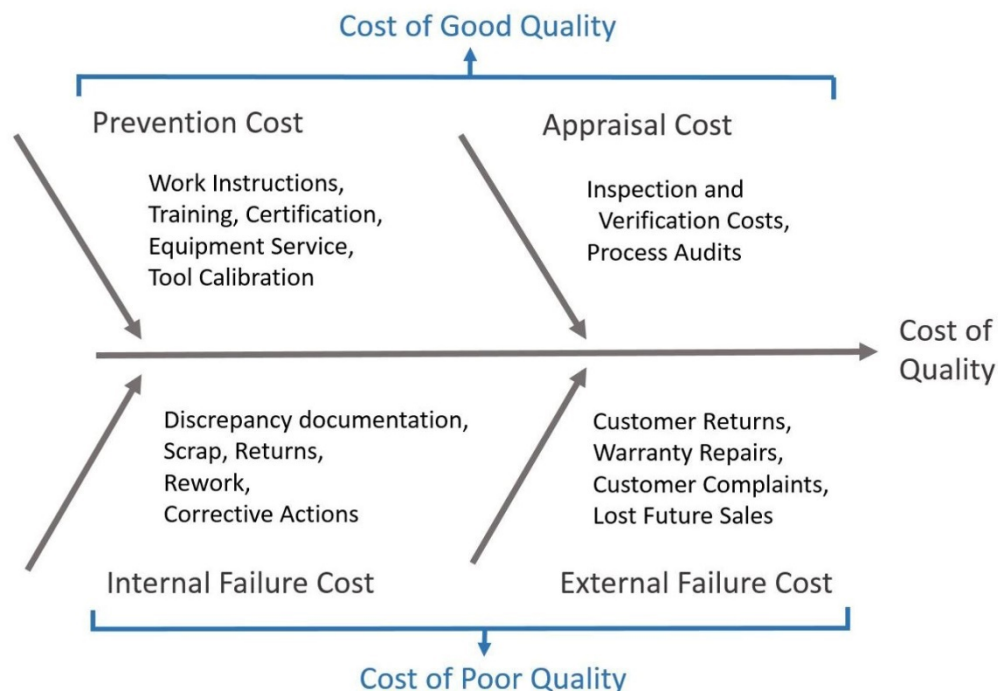 Cost of Good Quality
Prevention Cost
Work Instructions,
Training, Certification,
Equipment Service,
Tool Calibration
Appraisal Cost
Inspection and
Verification Costs,
Process Audits
Cost of
Quality
Discrepancy documentation,
Scrap, Returns,
Rework,
Corrective Actions
Internal Failure Cost
Customer Returns,
Warranty Repairs,
Customer Complaints,
Lost Future Sales
External Failure Cost
Cost of Poor Quality